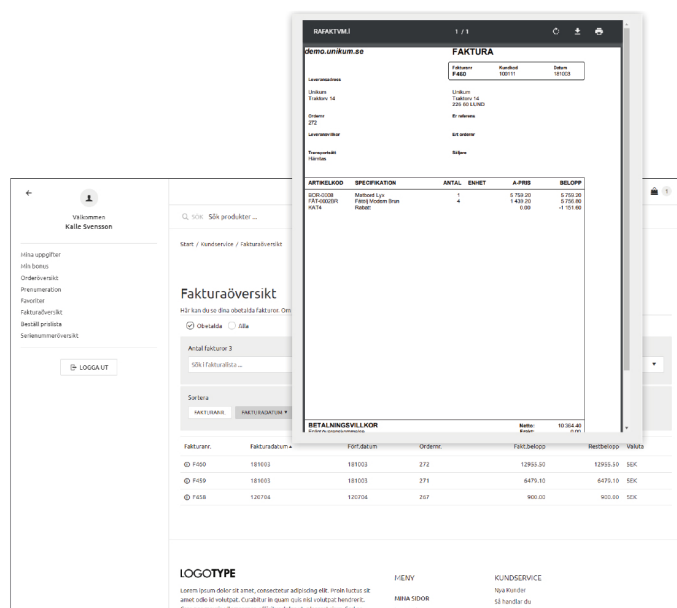 RAFAKTVM.I 1 / 1
demo.unikum.se FAKTURA
Fakturanr Kundkod Datum
F460 100111 181003
Leveransadress
Unikum Unikum
Traktorv 14 Traktorv 14
226 60 LUND
Ordernr Er referens
272
Leveransvillkor Ert ordernr
Transportsätt Säljare
Hämtas
ARTIKELKOD SPECIFIKATION ANTAL ENHET A-PRIS BELOPP
BOR-0008 Matbord Lyx 1 5 759.20 5 759.20
FÅT-0002BR Fåtölj Modern Brun 4 1 439.20 5 756.80
RAT4 Rabatt 0.00 -1 151.60
BETALNINGSVILLKOR Netto: 10 364.40
0.00
1
Välkommen
Kalle Svensson
Mina uppgifter
Min bonus
Orderöversikt
Prenumeration
Favoriter
Fakturaöversikt
Beställ prislista
Serienummeröversikt
LOGGA UT
SÖK Sök produkter ...
Start / Kundservice / Fakturaöversikt
Fakturaöversikt
Här kan du se dina obetalda fakturor. Om
Obetalda Alla
Antal fakturor 3
Sök i fakturalista ...
Sortera
FAKTURANR. FAKTURADATUM
Fakturanr. Fakturadatum Förf.datum Ordernr. Fakt.belopp Restbelopp Valuta
F460 181003 181003 272 12955.50 12955.50 SEK
F459 181003 181003 271 6479.10 6479.10 SEK
F458 120704 120704 267 900.00 900.00 SEK
LOGOTYPE
Lorem ipsum dolor sit amet, consectetur adipiscing elit. Proin luctus sit
amet odio id volutpat. Curabitur in quam quis nisl volutpat hendrerit.
MENY
MINA SIDOR
KUNDSERVICE
Nya Kunder
Så handlar du